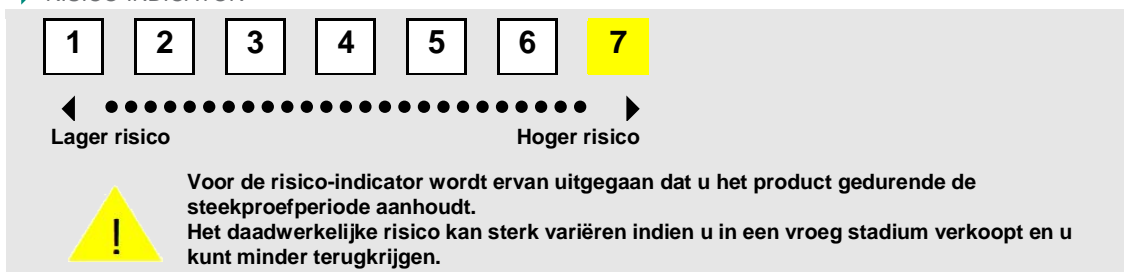 RISICO-INDICATOR
1 2 3 4 5 6 7
Lager risico Hoger risico
Voor de risico-indicator wordt ervan uitgegaan dat u het product gedurende de
steekproefperiode aanhoudt.
! Het daadwerkelijke risico kan sterk variëren indien u in een vroeg stadium verkoopt en u
kunt minder terugkrijgen.